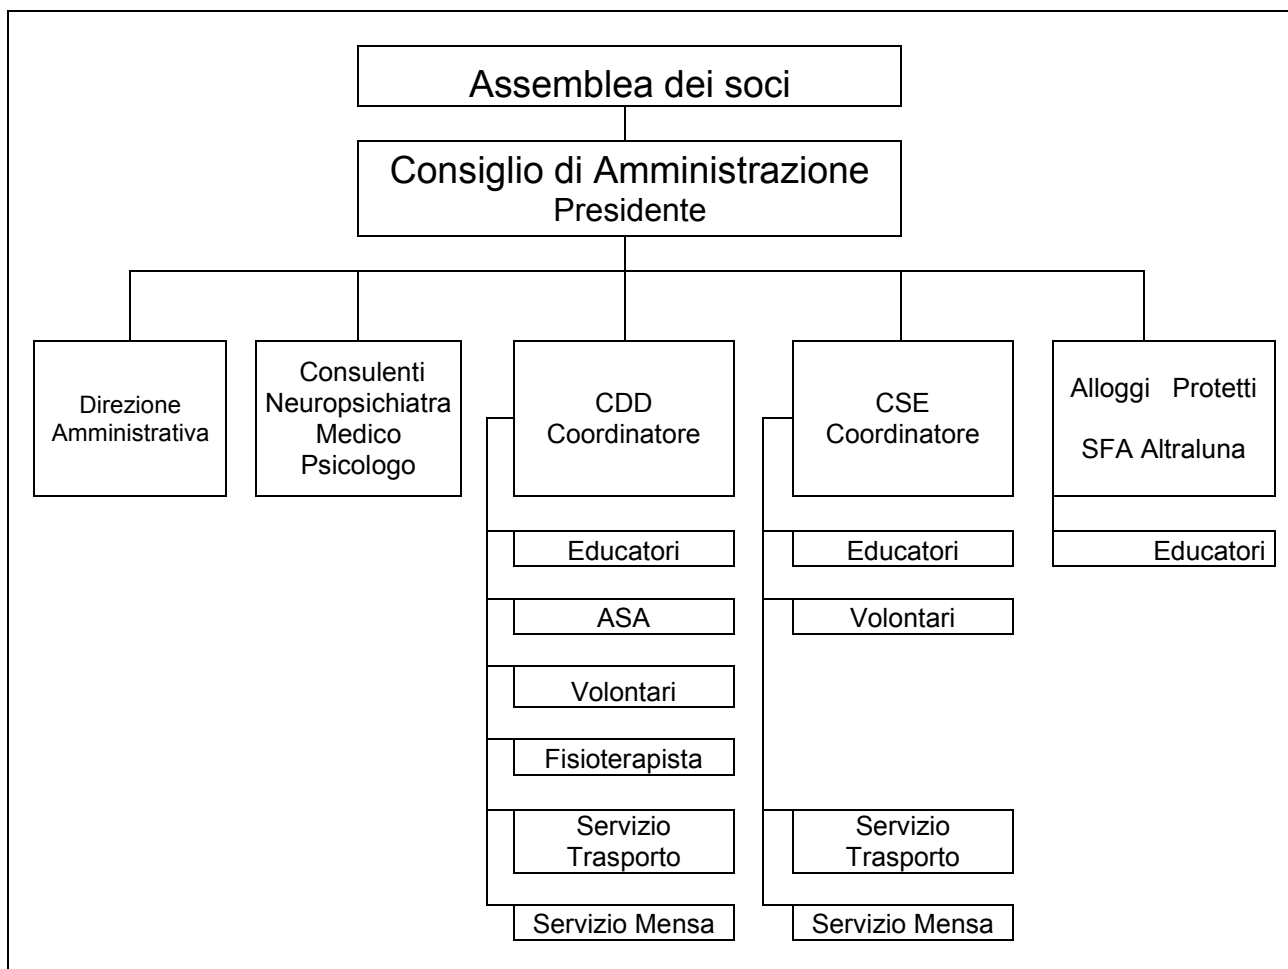 Assemblea dei soci
Consiglio di Amministrazione
Presidente
Direzione
Amministrativa
Consulenti
Neuropsichiatra
Medico
Psicologo
CDD
Coordinatore
CSE
Coordinatore
Alloggi Protetti
SFA Altraluna
Educatori
Educatori
Educatori
ASA
Volontari
Volontari
Fisioterapista
Servizio
Trasporto
Servizio
Trasporto
Servizio Mensa
Servizio Mensa